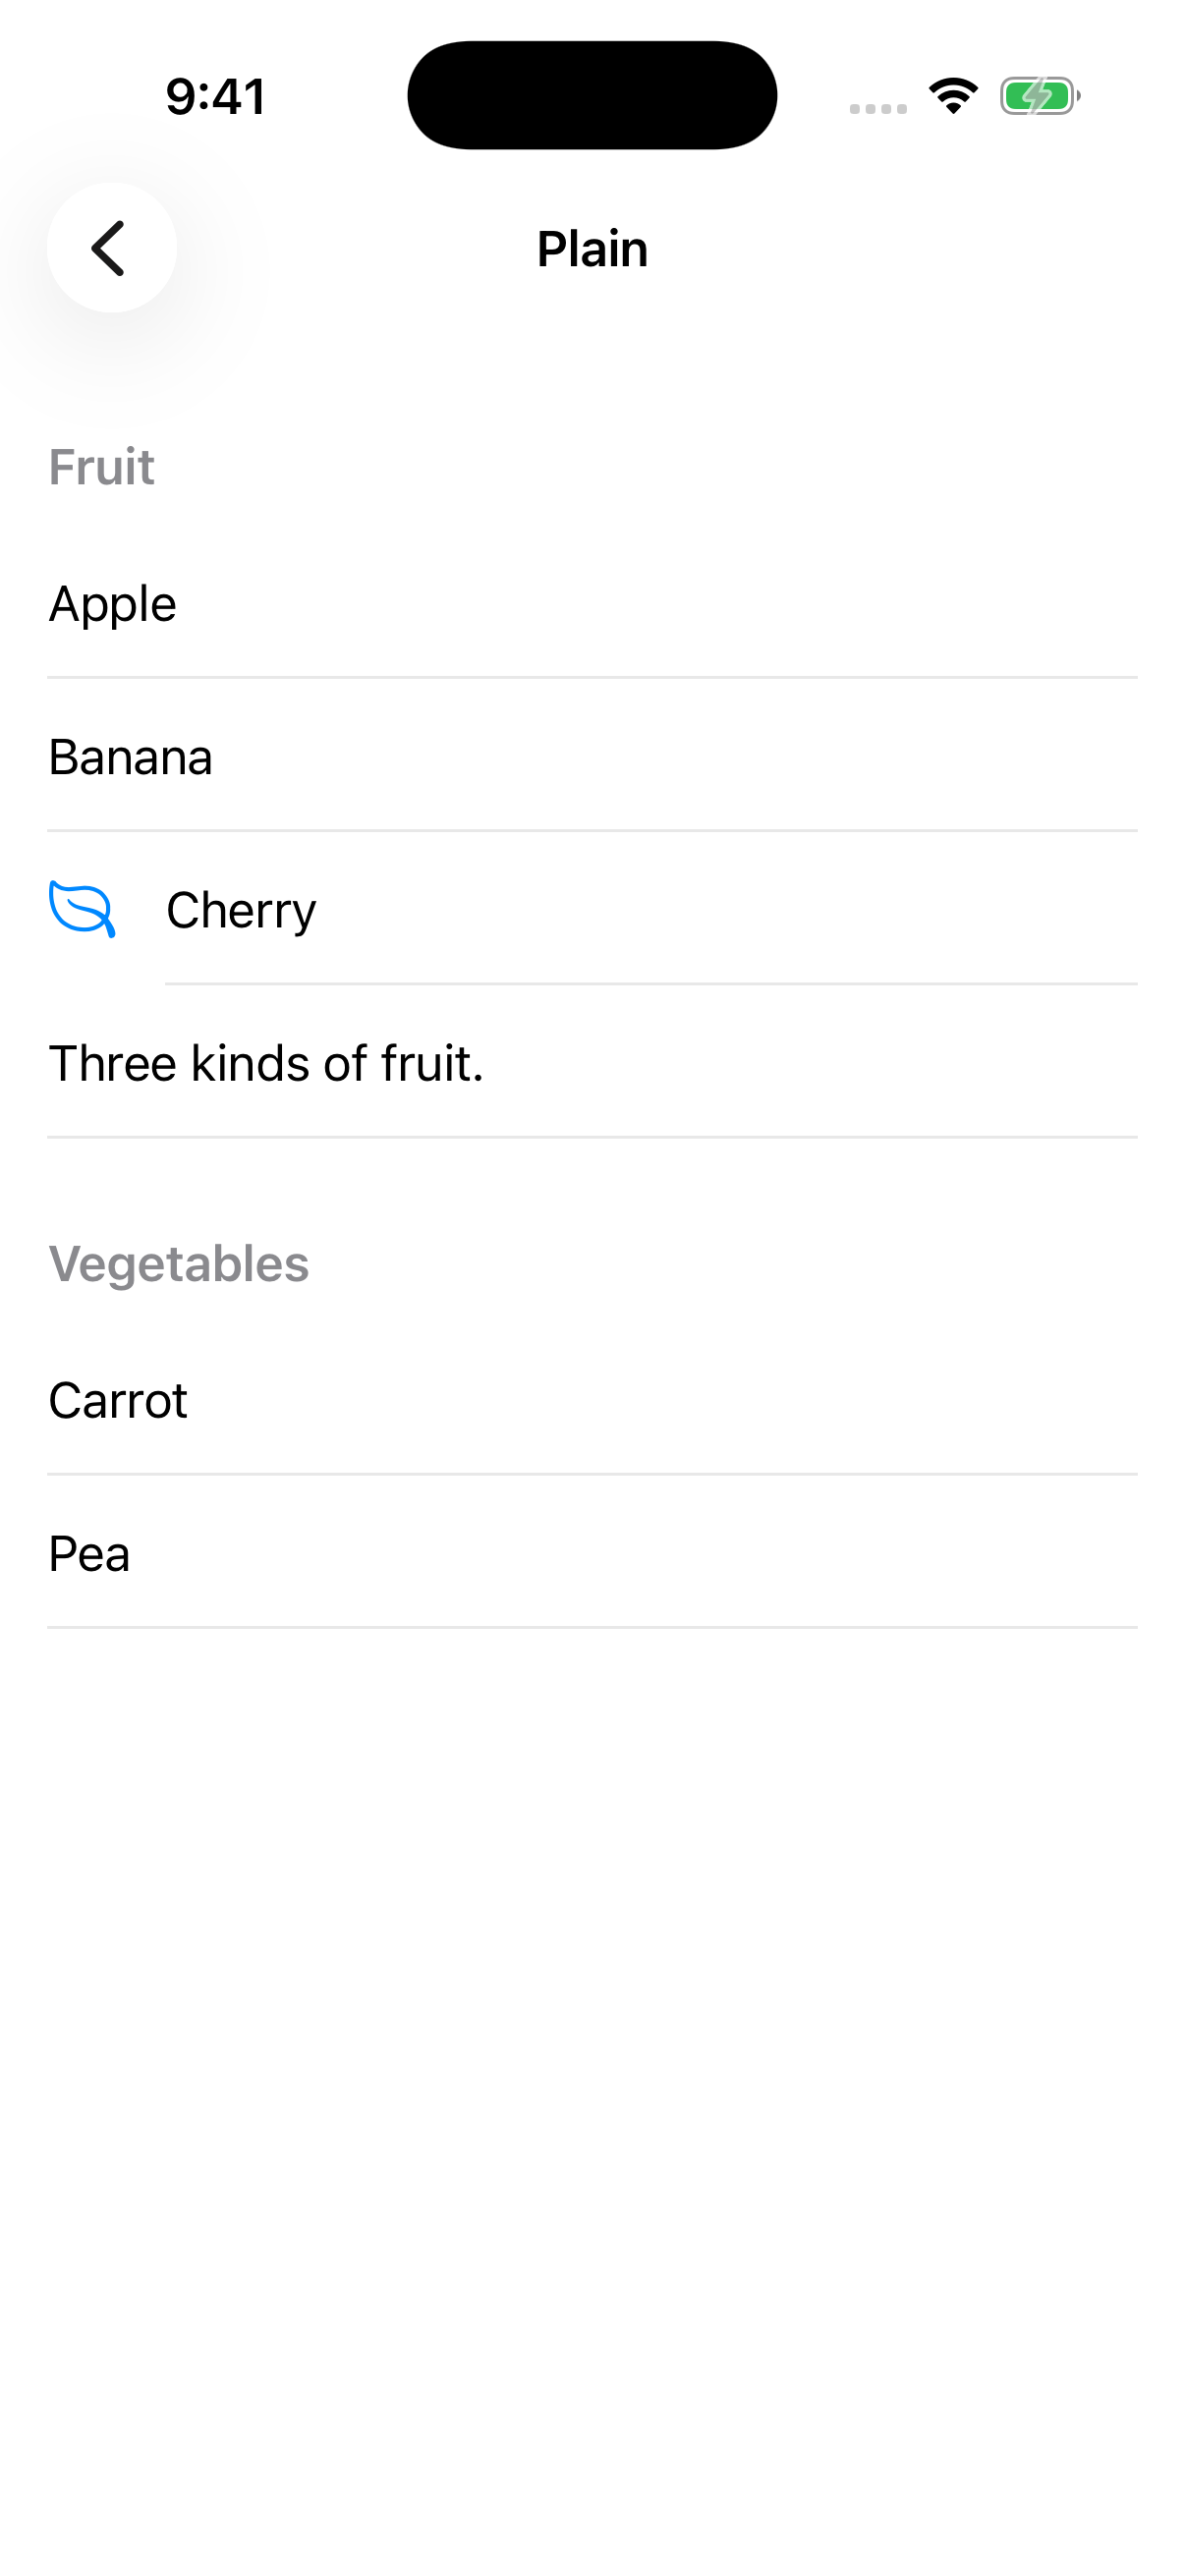 9:41
Plain
Fruit
Apple
Banana
Cherry
Three kinds of fruit.
Vegetables
Carrot
Pea